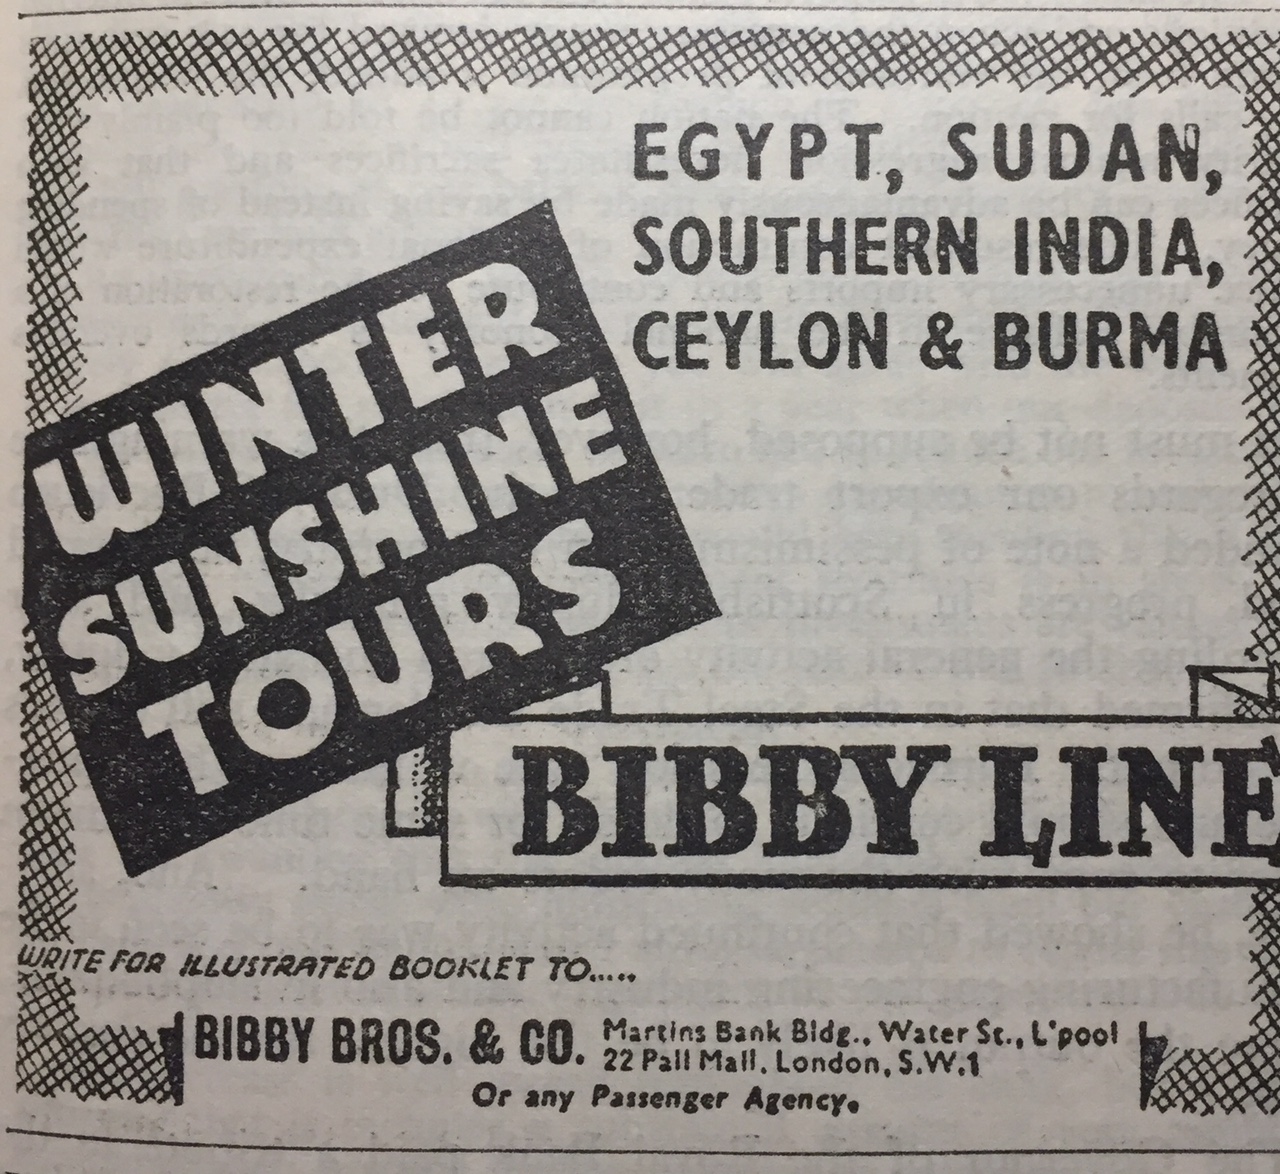 EGYPT, SUDAN,
SOUTHERN INDIA,
CEYLON & BURMA
WINTER
SUNSHINE
TOURS
BIBBY LINE
WRITE FOR ILLUSTRATED BOOKLET TO.....
BIBBY BROS. & CO.
Martins Bank Bldg., Water St., L'pool
22 Pall Mall, London, S.W.1
Or any Passenger Agency.